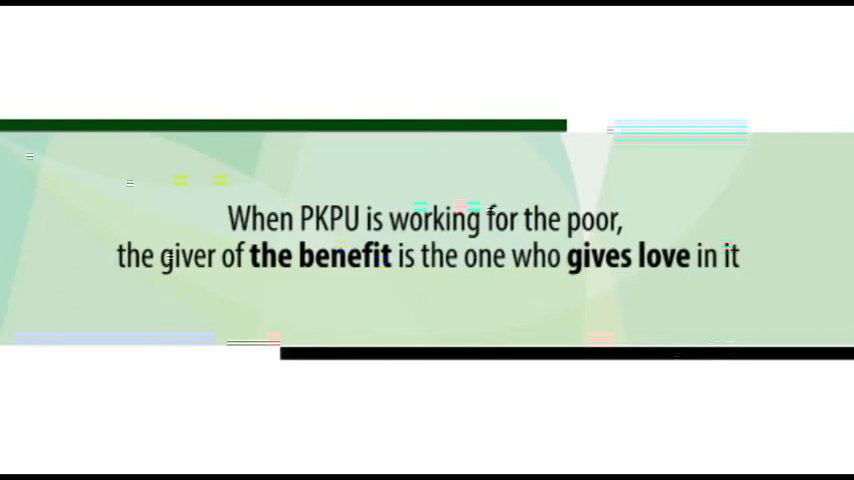 When PKPU is working for the poor,
the giver of the benefit is the one who gives love in it